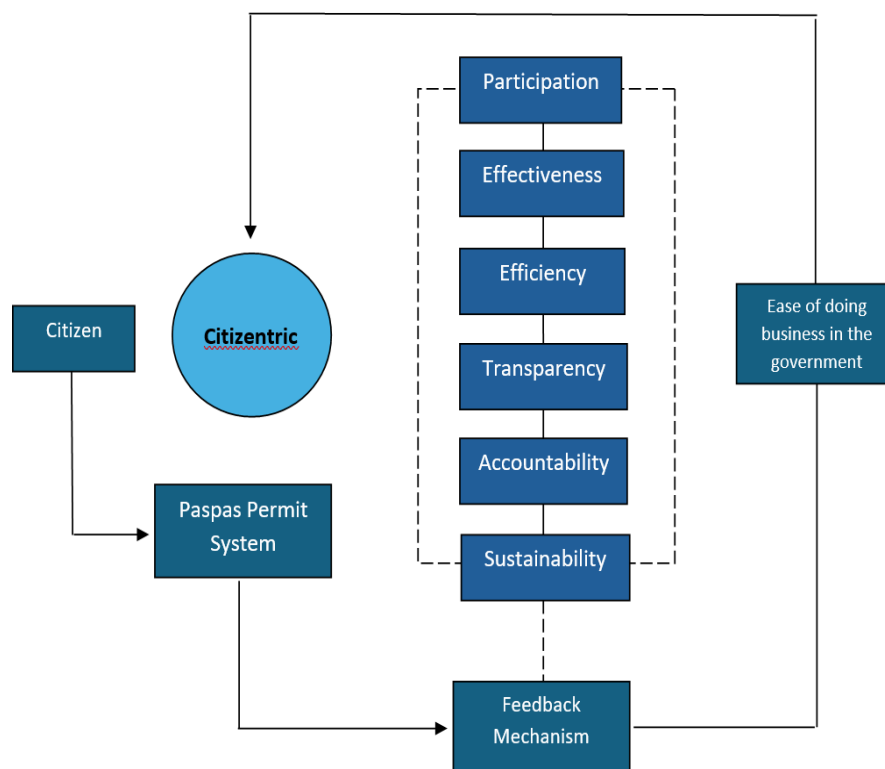 Participation
Effectiveness
Efficiency
Transparency
Accountability
Sustainability
Citizentric
Citizen
Paspas Permit
System
Feedback
Mechanism
Ease of doing
business in the
government